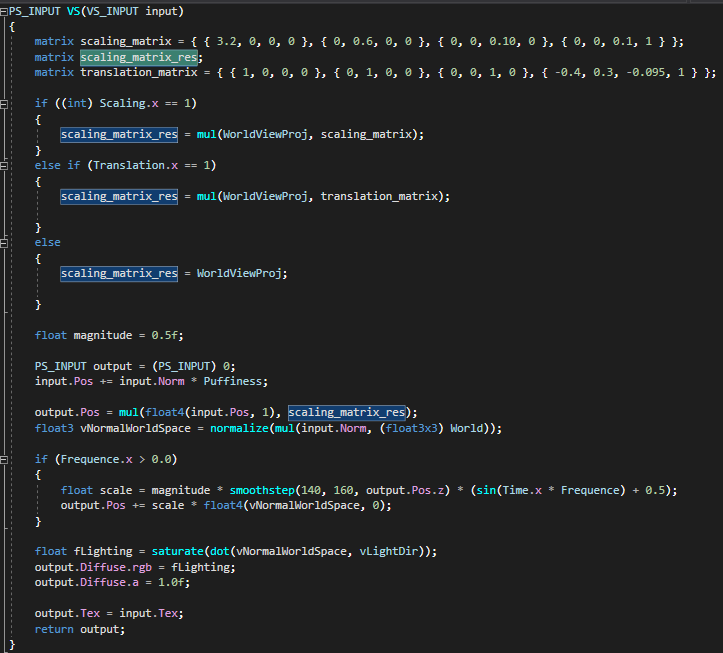 PS_INPUT VS(VS_INPUT input)
{
matrix scaling_matrix = { { 3.2, 0, 0, 0 }, { 0, 0.6, 0, 0 }, { 0, 0, 0.10, 0 }, { 0, 0, 0.1, 1 } };
matrix scaling_matrix_res;
matrix translation_matrix = { { 1, 0, 0, 0 }, { 0, 1, 0, 0 }, { 0, 0, 1, 0 }, { -0.4, 0.3, -0.095, 1 } };
if ((int) Scaling.x == 1)
{
scaling_matrix_res = mul(WorldViewProj, scaling_matrix);
}
else if (Translation.x == 1)
{
scaling_matrix_res = mul(WorldViewProj, translation_matrix);
}
else
{
scaling_matrix_res = WorldViewProj;
}
float magnitude = 0.5f;
PS_INPUT output = (PS_INPUT) 0;
input.Pos += input.Norm * Puffiness;
output.Pos = mul(float4(input.Pos, 1), scaling_matrix_res);
float3 vNormalWorldSpace = normalize(mul(input.Norm, (float3x3) World));
if (Frequence.x > 0.0)
{
float scale = magnitude * smoothstep(140, 160, output.Pos.z) * (sin(Time.x * Frequence) + 0.5);
output.Pos += scale * float4(vNormalWorldSpace, 0);
}
float fLighting = saturate(dot(vNormalWorldSpace, vLightDir));
output.Diffuse.rgb = fLighting;
output.Diffuse.a = 1.0f;
output.Tex = input.Tex;
return output;
}